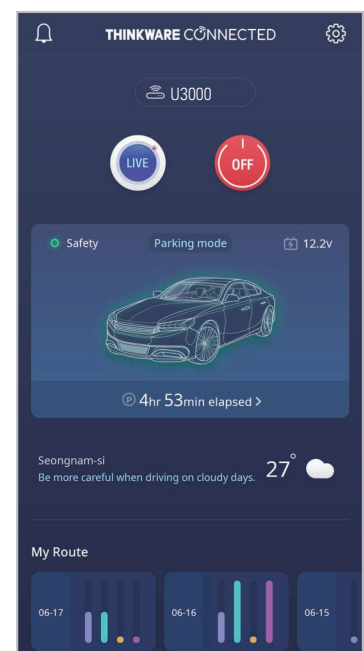 THINKWARE CONNECTED
U3000
LIVE
OFF
Safety
Parking mode
12.2v
P 4hr 53min elapsed >
Seongnam-si
Be more careful when driving on cloudy days.
27°
My Route
06-17
06-16
06-15